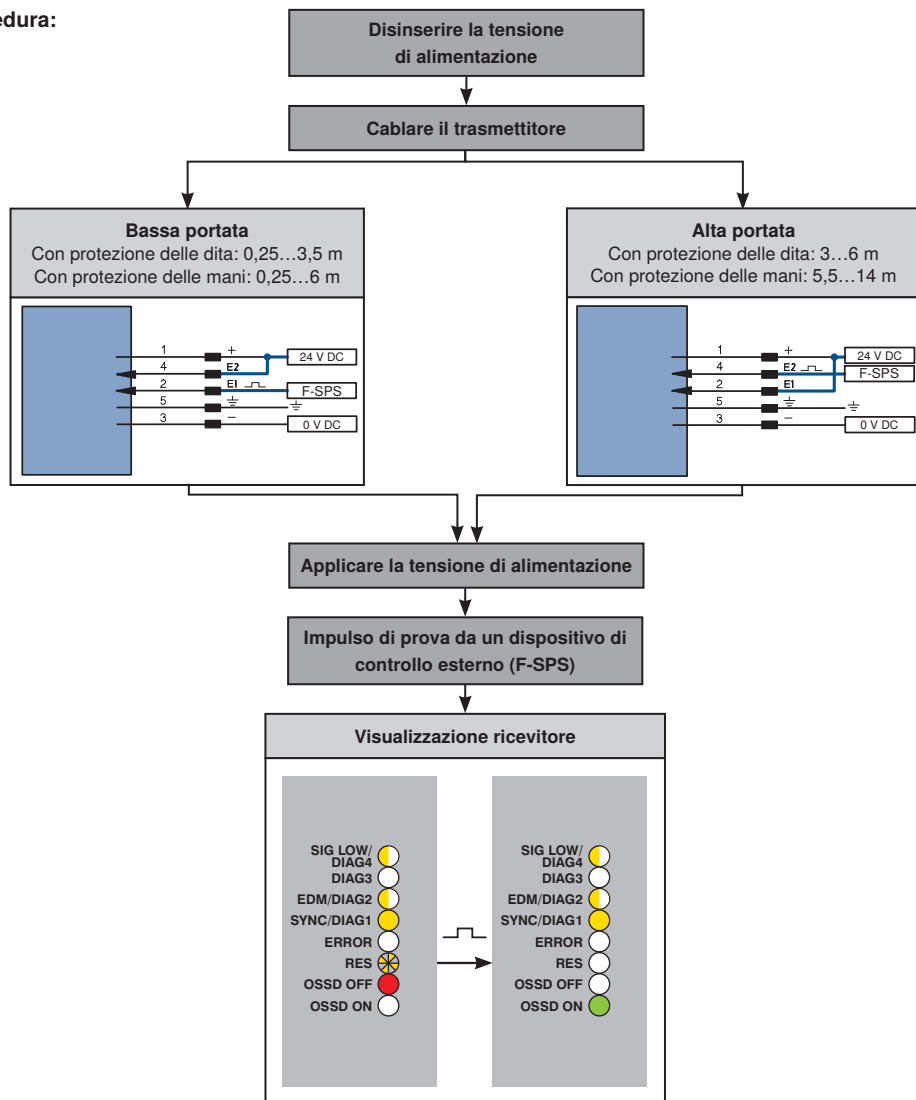 edura:
Disinserire la tensione
di alimentazione
Cablare il trasmettitore
Bassa portata
Con protezione delle dita: 0,25…3,5 m
Con protezione delle mani: 0,25…6 m
1
+
24 V DC
4
E2
2
E1
F-SPS
5
3
–
0 V DC
Alta portata
Con protezione delle dita: 3…6 m
Con protezione delle mani: 5,5…14 m
1
+
24 V DC
4
E2
F-SPS
2
E1
5
3
–
0 V DC
Applicare la tensione di alimentazione
Impulso di prova da un dispositivo di
controllo esterno (F-SPS)
Visualizzazione ricevitore
SIG LOW/
DIAG4
DIAG3
EDM/DIAG2
SYNC/DIAG1
ERROR
RES
OSSD OFF
OSSD ON
SIG LOW/
DIAG4
DIAG3
EDM/DIAG2
SYNC/DIAG1
ERROR
RES
OSSD OFF
OSSD ON